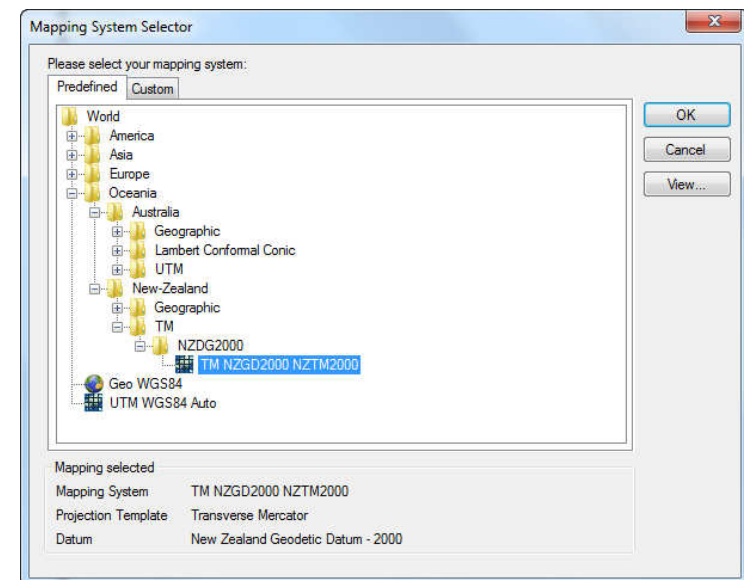 Mapping System Selector
Please select your mapping system:
Predefined Custom
World
America
Asia
Europe
Oceania
Australia
Geographic
Lambert Conformal Conic
UTM
New-Zealand
Geographic
TM
NZDG2000
TM NZGD2000 NZTM2000
Geo WGS84
UTM WGS84 Auto
OK
Cancel
View...
Mapping selected
Mapping System TM NZGD2000 NZTM2000
Projection Template Transverse Mercator
Datum New Zealand Geodetic Datum - 2000